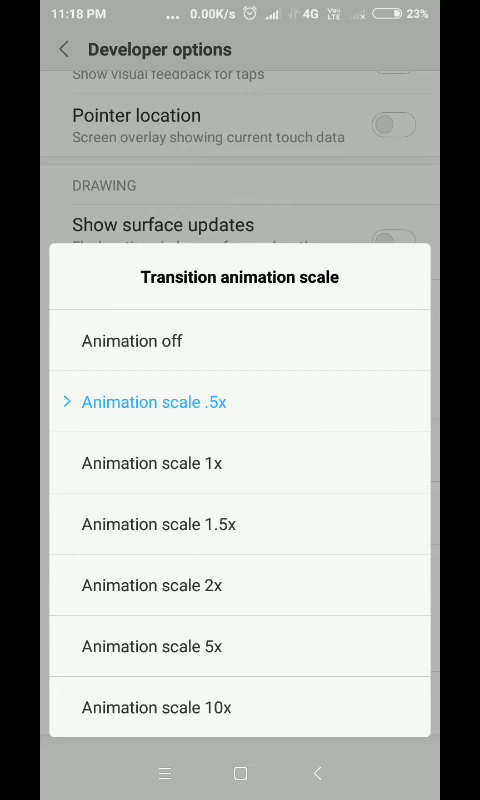 11:18 PM ... 0.00K/s 4G VoLTE 23%
Developer options
Show visual feedback for taps
Pointer location
Screen overlay showing current touch data
DRAWING
Show surface updates
Transition animation scale
Animation off
Animation scale .5x
Animation scale 1x
Animation scale 1.5x
Animation scale 2x
Animation scale 5x
Animation scale 10x